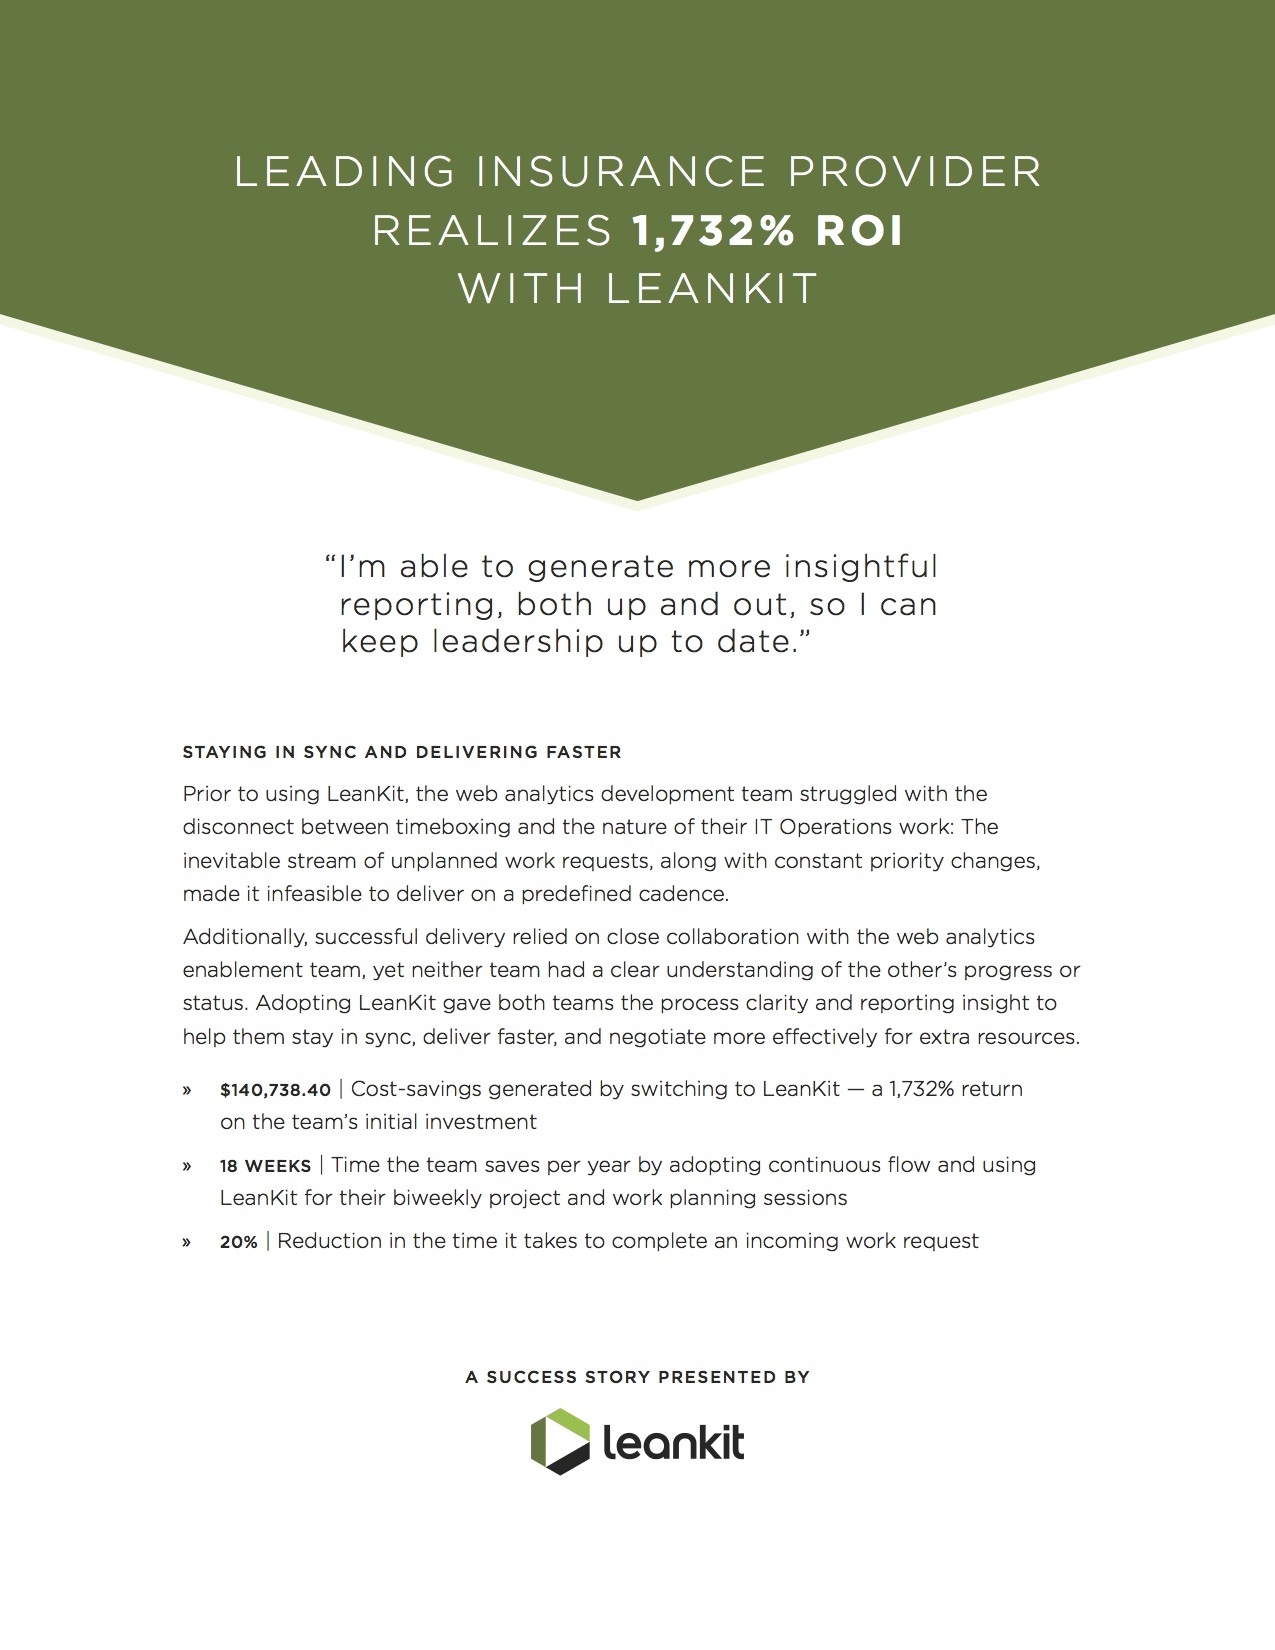 LEADING INSURANCE PROVIDER
REALIZES 1,732% ROI
WITH LEANKIT
“I’m able to generate more insightful
reporting, both up and out, so I can
keep leadership up to date.”
STAYING IN SYNC AND DELIVERING FASTER
Prior to using LeanKit, the web analytics development team struggled with the
disconnect between timeboxing and the nature of their IT Operations work: The
inevitable stream of unplanned work requests, along with constant priority changes,
made it infeasible to deliver on a predefined cadence.
Additionally, successful delivery relied on close collaboration with the web analytics
enablement team, yet neither team had a clear understanding of the other’s progress or
status. Adopting LeanKit gave both teams the process clarity and reporting insight to
help them stay in sync, deliver faster, and negotiate more effectively for extra resources.
» $140,738.40 | Cost-savings generated by switching to LeanKit — a 1,732% return
on the team’s initial investment
» 18 WEEKS | Time the team saves per year by adopting continuous flow and using
LeanKit for their biweekly project and work planning sessions
» 20% | Reduction in the time it takes to complete an incoming work request
A SUCCESS STORY PRESENTED BY
leankit